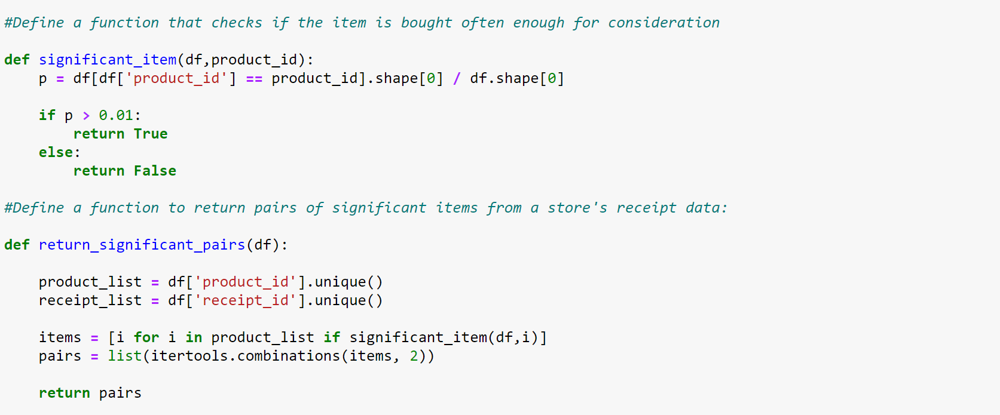 #Define a function that checks if the item is bought often enough for consideration
def significant_item(df,product_id):
    p = df[df['product_id'] == product_id].shape[0] / df.shape[0]
    if p > 0.01:
        return True
    else:
        return False
#Define a function to return pairs of significant items from a store's receipt data:
def return_significant_pairs(df):
    product_list = df['product_id'].unique()
    receipt_list = df['receipt_id'].unique()
    items = [i for i in product_list if significant_item(df,i)]
    pairs = list(itertools.combinations(items, 2))
    return pairs